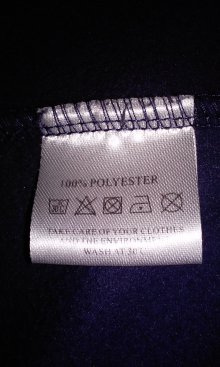 100% POLYESTER
TAKE CARE OF YOUR CLOTHES
AND THE ENVIRONMENT
WASH AT 30°C